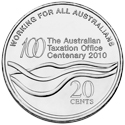 WORKING FOR ALL AUSTRALIANS
100 The Australian
Taxation Office
Centenary 2010
20
CENTS